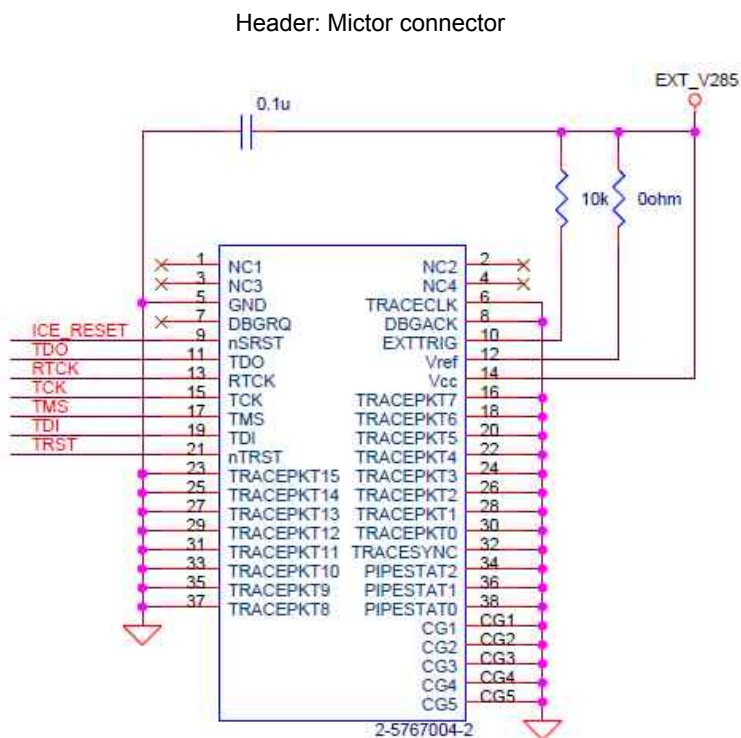 Header: Mictor connector
EXT_V285
0.1u
10k
0ohm
1 NC1 NC2 2
3 NC3 NC4 4
5 GND TRACECLK 6
7 DBGRQ DBGACK 8
ICE_RESET 9 nSRST EXTTRIG 10
TDO 11 TDO Vref 12
RTCK 13 RTCK Vcc 14
TCK 15 TCK TRACEPKT7 16
TMS 17 TMS TRACEPKT6 18
TDI 19 TDI TRACEPKT5 20
TRST 21 nTRST TRACEPKT4 22
23 TRACEPKT15 TRACEPKT3 24
25 TRACEPKT14 TRACEPKT2 26
27 TRACEPKT13 TRACEPKT1 28
29 TRACEPKT12 TRACEPKT0 30
31 TRACEPKT11 TRACESYNC 32
33 TRACEPKT10 PIPESTAT2 34
35 TRACEPKT9 PIPESTAT1 36
37 TRACEPKT8 PIPESTAT0 38
CG1 CG1
CG2 CG2
CG3 CG3
CG4 CG4
CG5 CG5
2-5767004-2